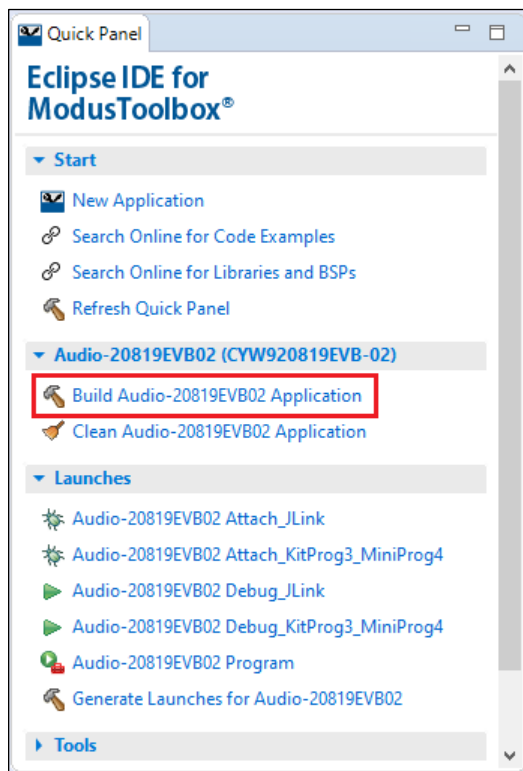 Quick Panel
Eclipse IDE for
ModusToolbox®
Start
New Application
Search Online for Code Examples
Search Online for Libraries and BSPs
Refresh Quick Panel
Audio-20819EVB02 (CYW920819EVB-02)
Build Audio-20819EVB02 Application
Clean Audio-20819EVB02 Application
Launches
Audio-20819EVB02 Attach_JLink
Audio-20819EVB02 Attach_KitProg3_MiniProg4
Audio-20819EVB02 Debug_JLink
Audio-20819EVB02 Debug_KitProg3_MiniProg4
Audio-20819EVB02 Program
Generate Launches for Audio-20819EVB02
Tools